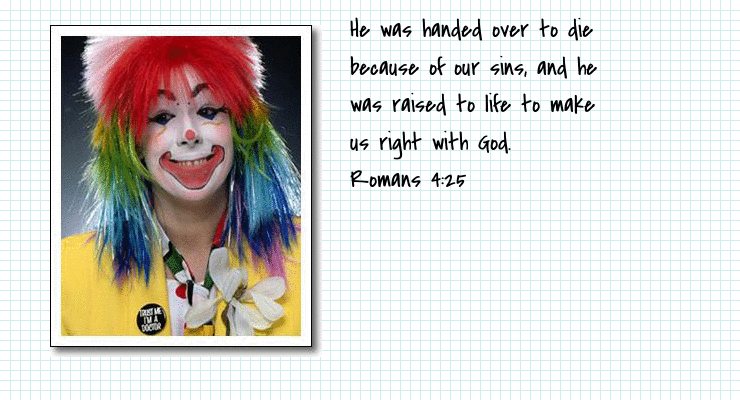 He was handed over to die
because of our sins, and he
was raised to life to make
us right with God.
Romans 4:25
TRUST ME
I'M A
DOCTOR